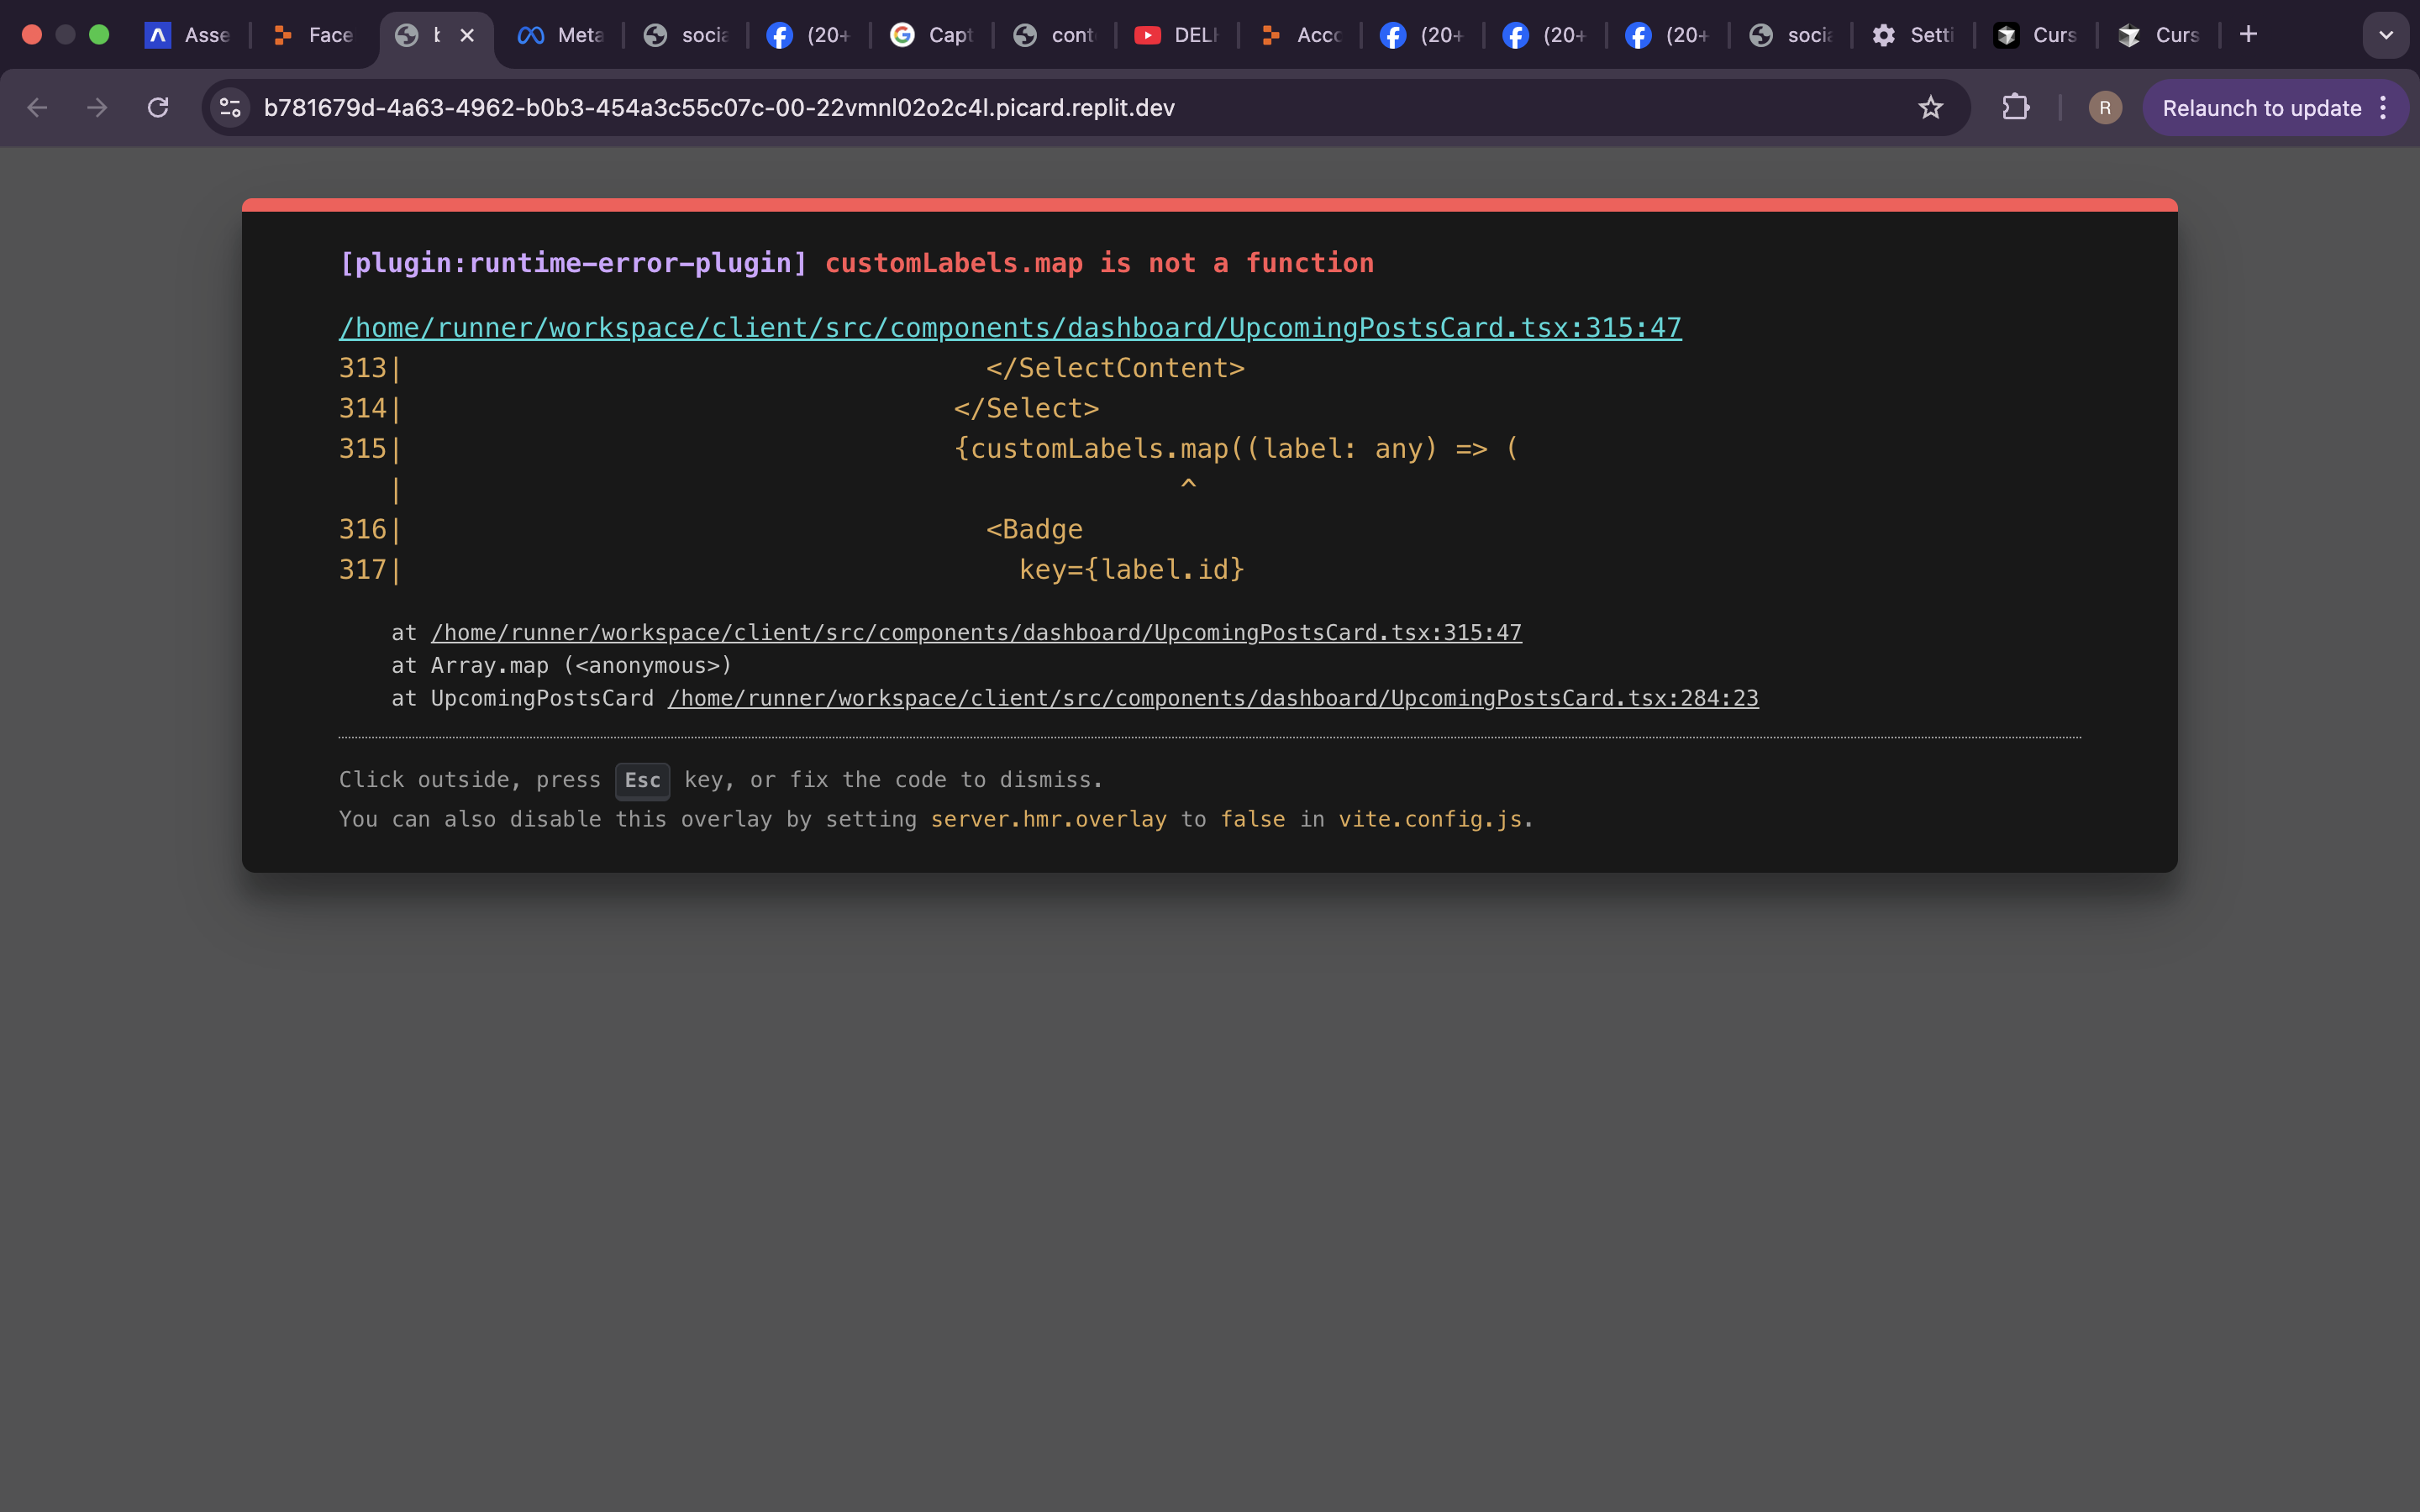 Asse
Face
Meta
(20+
Capt
DEL
Acco
(20+
(20+
(20+
Setti
Curs
Curs
b781679d-4a63-4962-b0b3-454a3c55c07c-00-22vmnl02o2c4l.picard.replit.dev
R
Relaunch to update
[plugin:runtime-error-plugin] customLabels.map is not a function
/home/runner/workspace/client/src/components/dashboard/UpcomingPostsCard.tsx:315:47
313| </SelectContent>
314| </Select>
315| {customLabels.map((label: any) => (
| ^
316| <Badge
317| key={label.id}
at /home/runner/workspace/client/src/components/dashboard/UpcomingPostsCard.tsx:315:47
at Array.map (<anonymous>)
at UpcomingPostsCard /home/runner/workspace/client/src/components/dashboard/UpcomingPostsCard.tsx:284:23
Click outside, press Esc key, or fix the code to dismiss.
You can also disable this overlay by setting server.hmr.overlay to false in vite.config.js.